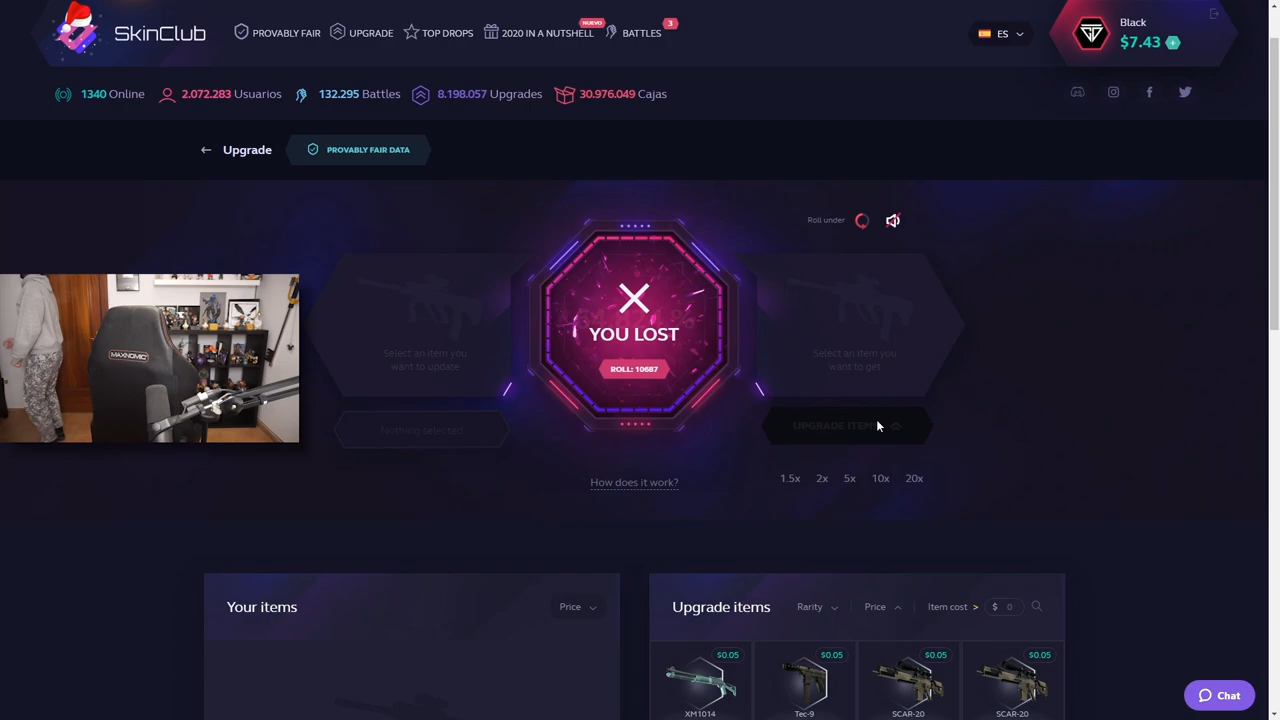 SkinClub
PROVABLY FAIR
UPGRADE
TOP DROPS
NUEVO
2020 IN A NUTSHELL
BATTLES
3
ES
Black
$7.43
1340 Online
2.072.283 Usuarios
132.295 Battles
8.198.057 Upgrades
30.976.049 Cajas
← Upgrade
PROVABLY FAIR DATA
Roll under
YOU LOST
ROLL: 10687
Select an item you
want to update
Select an item you
want to get
Nothing selected
UPGRADE ITEM
MAXNOMIC
How does it work?
1.5x 2x 5x 10x 20x
Your items
Price
Upgrade items
Rarity
Price
Item cost >
$ 0
$0.05
$0.05
$0.05
$0.05
XM1014
Tec-9
SCAR-20
SCAR-20
Chat